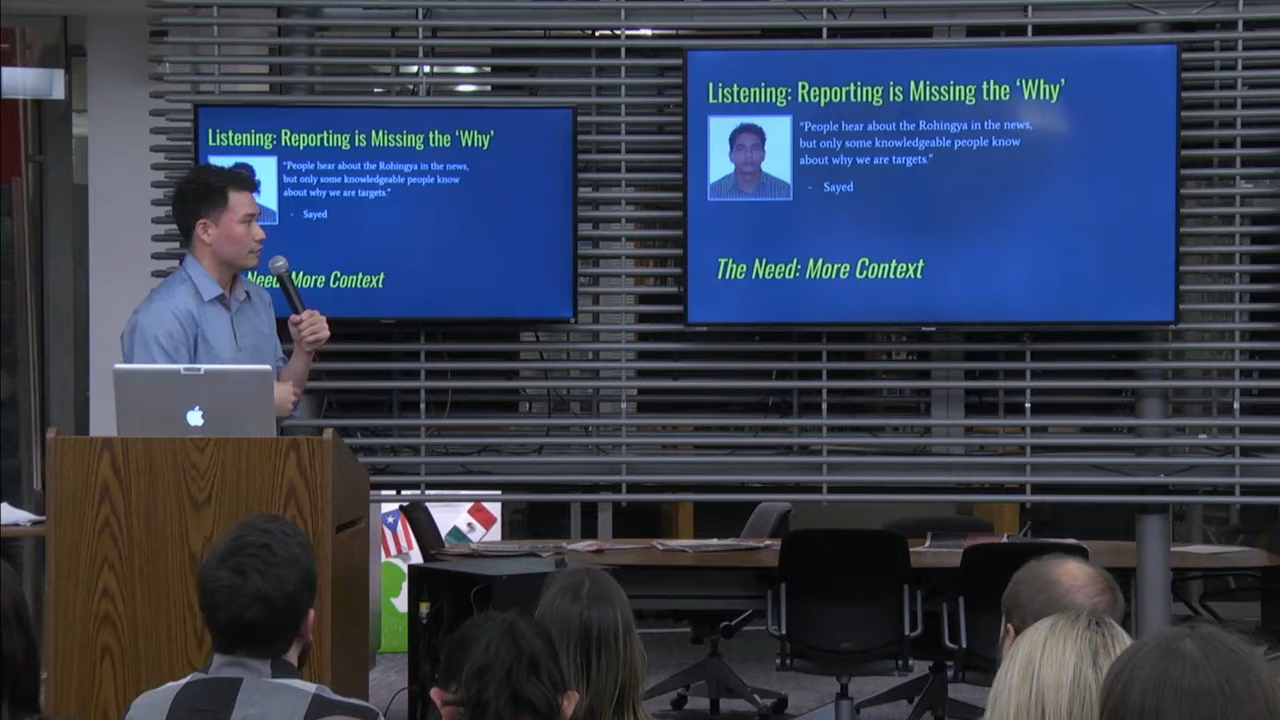 Listening: Reporting is Missing the ‘Why’
“People hear about the Rohingya in the news,
but only some knowledgeable people know
about why we are targets.”
- Sayed
Need: More Context
Listening: Reporting is Missing the ‘Why’
“People hear about the Rohingya in the news,
but only some knowledgeable people know
about why we are targets.”
- Sayed
The Need: More Context